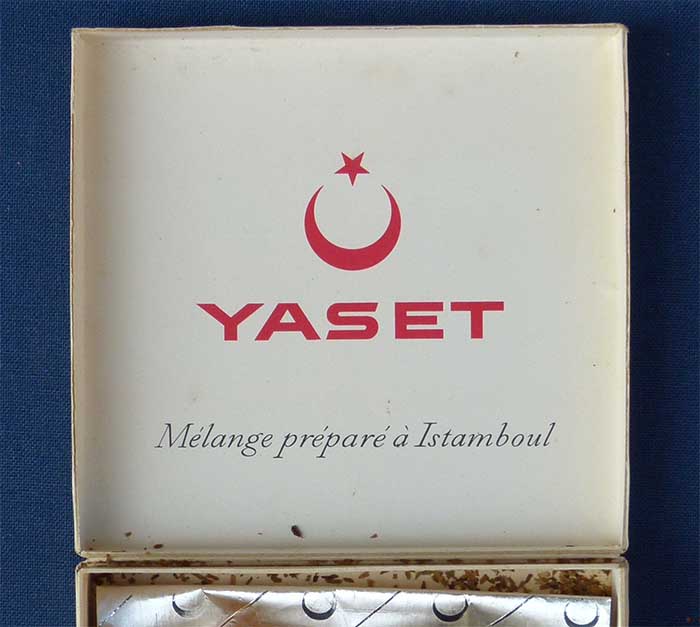 YASET
Mélange préparé à Istamboul